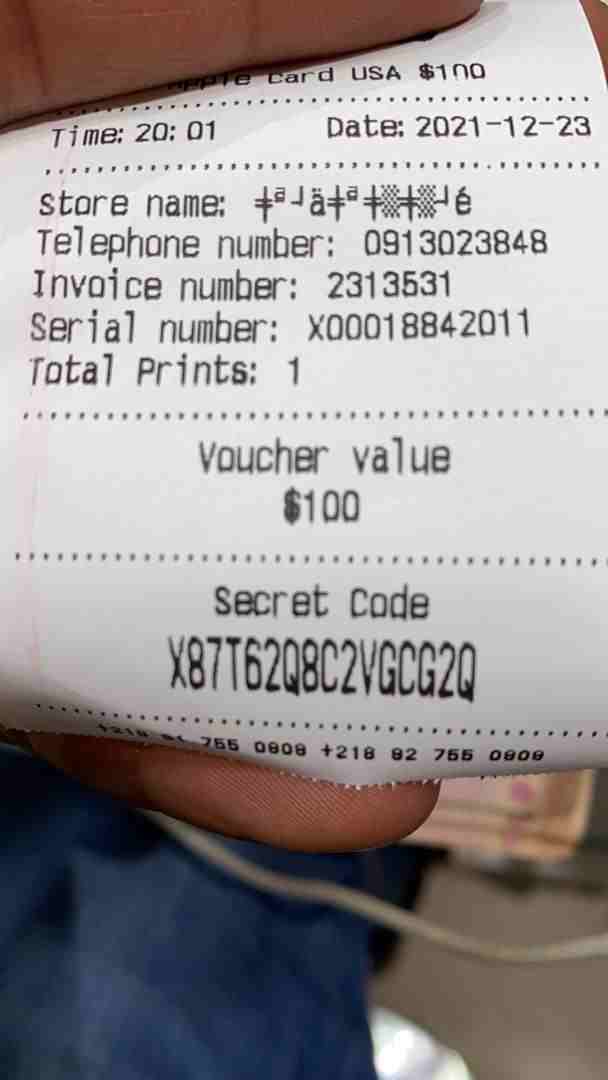 Apple Card USA $100
Time: 20:01 Date: 2021-12-23
Store name: ╪ª┘ä╪ª╪▒╪▒┘é
Telephone number: 0913023848
Invoice number: 2313531
Serial number: X00018842011
Total Prints: 1
Voucher value
$100
Secret Code
X87T62Q8C2VGCG2Q
755 0808 +218 92 755 0808